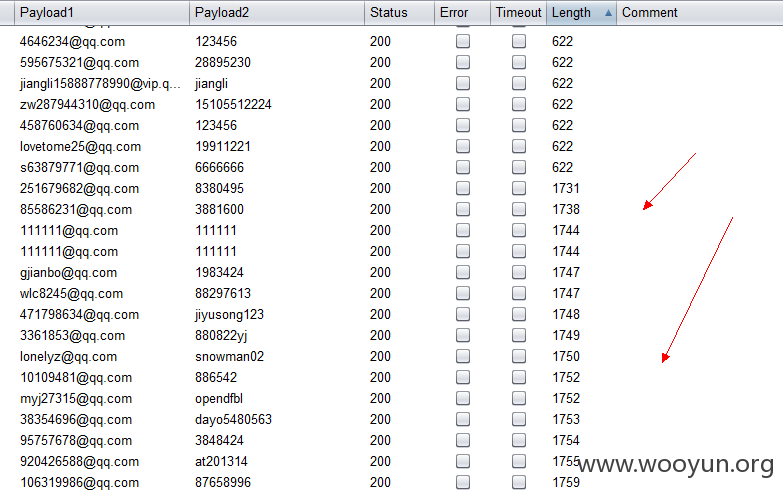 Payload1 Payload2 Status Error Timeout Length Comment
4646234@qq.com 123456 200 622
595675321@qq.com 28895230 200 622
jiangli15888778990@vip.q... jiangli 200 622
zw287944310@qq.com 15105512224 200 622
458760634@qq.com 123456 200 622
lovetome25@qq.com 19911221 200 622
s63879771@qq.com 6666666 200 622
251679682@qq.com 8380495 200 1731
85586231@qq.com 3881600 200 1738
111111@qq.com 111111 200 1744
111111@qq.com 111111 200 1744
gjianbo@qq.com 1983424 200 1747
wlc8245@qq.com 88297613 200 1747
471798634@qq.com jiyusong123 200 1748
3361853@qq.com 880822yj 200 1749
lonelyz@qq.com snowman02 200 1750
10109481@qq.com 886542 200 1752
myj27315@qq.com opendfbl 200 1752
38354696@qq.com dayo5480563 200 1753
95757678@qq.com 3848424 200 1754
920426588@qq.com at201314 200 1755
www.wooyun.org
106319986@qq.com 87658996 200 1759